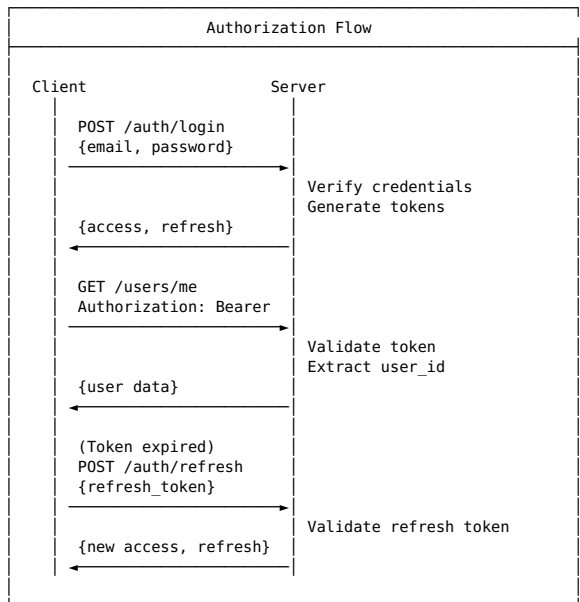 Authorization Flow
Client Server
POST /auth/login
{email, password}
Verify credentials
Generate tokens
{access, refresh}
GET /users/me
Authorization: Bearer
Validate token
Extract user_id
{user data}
(Token expired)
POST /auth/refresh
{refresh_token}
Validate refresh token
{new access, refresh}